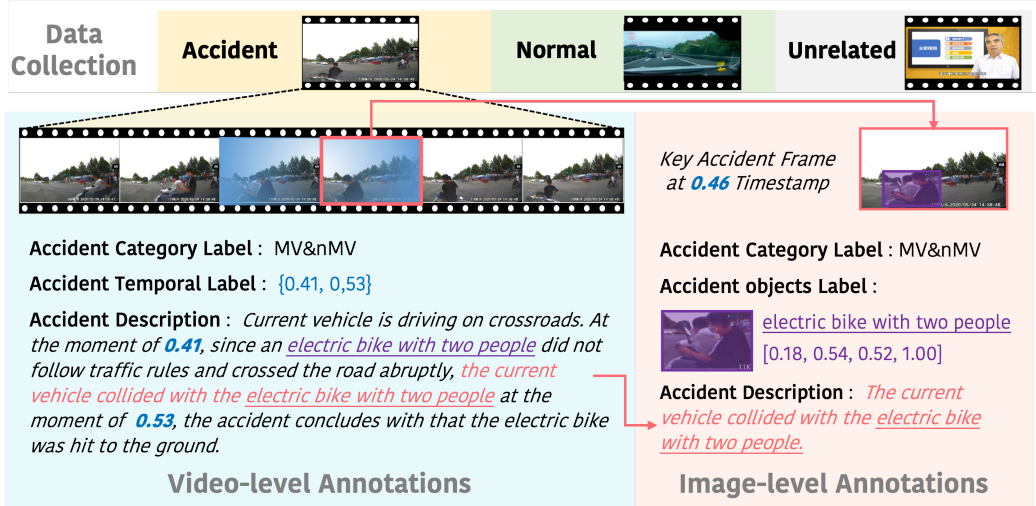 Data
Collection
Accident
Normal
Unrelated
Key Accident Frame
at 0.46 Timestamp
Accident Category Label : MV&nMV
Accident Temporal Label : {0.41, 0,53}
Accident Description : Current vehicle is driving on crossroads. At
the moment of 0.41, since an electric bike with two people did not
follow traffic rules and crossed the road abruptly, the current
vehicle collided with the electric bike with two people at the
moment of 0.53, the accident concludes with that the electric bike
was hit to the ground.
Video-level Annotations
Accident Category Label : MV&nMV
Accident objects Label :
electric bike with two people
[0.18, 0.54, 0.52, 1.00]
Accident Description : The current
vehicle collided with the electric bike
with two people.
Image-level Annotations